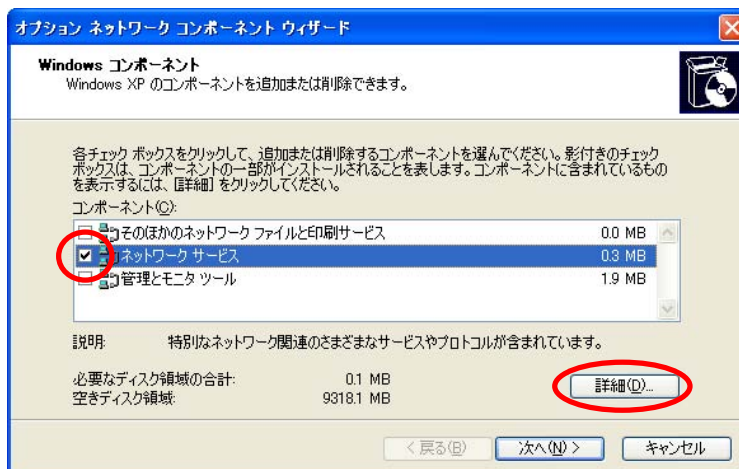 オプション ネットワーク コンポーネント ウィザード
Windows コンポーネント
Windows XP のコンポーネントを追加または削除できます。
各チェック ボックスをクリックして、追加または削除するコンポーネントを選んでください。影付きのチェック
ボックスは、コンポーネントの一部がインストールされることを表します。コンポーネントに含まれているもの
を表示するには、[詳細] をクリックしてください。
コンポーネント(C):
そのほかのネットワーク ファイルと印刷サービス 0.0 MB
ネットワーク サービス 0.3 MB
管理とモニタ ツール 1.9 MB
説明: 特別なネットワーク関連のさまざまなサービスやプロトコルが含まれています。
必要なディスク領域の合計: 0.1 MB
空きディスク領域: 9318.1 MB
詳細(D)...
< 戻る(B) 次へ(N) > キャンセル